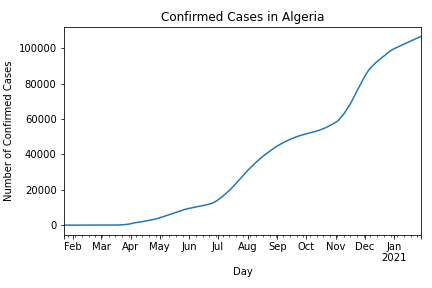 Confirmed Cases in Algeria
Number of Confirmed Cases
100000
80000
60000
40000
20000
0
Feb Mar Apr May Jun Jul Aug Sep Oct Nov Dec Jan
2021
Day